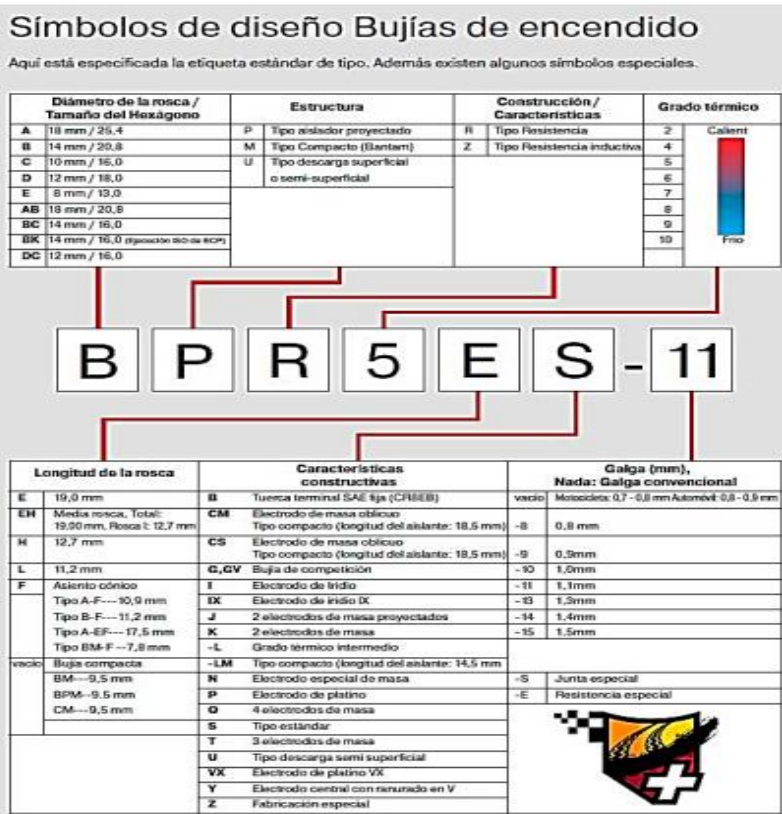 Símbolos de diseño Bujías de encendido
Aquí está especificada la etiqueta estándar de tipo. Además existen algunos símbolos especiales.
Diámetro de la rosca /
Tamaño del Hexágono
A 18 mm / 25,4
B 14 mm / 20,8
C 10 mm / 16,0
D 12 mm / 18,0
E 8 mm / 13,0
AB 18 mm / 20,8
BC 14 mm / 16,0
BK 14 mm / 16,0 (Ejecución ISO de BCP)
DC 12 mm / 16,0
Estructura
P Tipo aislador proyectado
M Tipo Compacto (Bantam)
U Tipo descarga superficial
o semi-superficial
Construcción /
Características
R Tipo Resistencia
Z Tipo Resistencia inductiva
Grado térmico
2 Calient
4
5
6
7
8
9
10 Frio
B P R 5 E S - 11
Longitud de la rosca
E 19,0 mm
EH Media rosca, Total:
19,00 mm, Rosca l: 12,7 mm
H 12,7 mm
L 11,2 mm
F Asiento cónico
Tipo A-F---10,9 mm
Tipo B-F---11,2 mm
Tipo A-EF---17,5 mm
Tipo BM-F --7,8 mm
vacío Bujía compacta
BM---9,5 mm
BPM--9.5 mm
CM---9,5 mm
Características
constructivas
B Tuerca terminal SAE fija (CR8EB)
CM Electrodo de masa oblicuo
Tipo compacto (longitud del aislante: 18,5 mm)
CS Electrodo de masa oblicuo
Tipo compacto (longitud del aislante: 18,5 mm)
G,GV Bujía de competición
I Electrodo de Iridio
IX Electrodo de iridio IX
J 2 electrodos de masa proyectados
K 2 electrodos de masa
-L Grado térmico intermedio
-LM Tipo compacto (longitud del aislante: 14,5 mm
N Electrodo especial de masa
P Electrodo de platino
Q 4 electrodos de masa
S Tipo estándar
T 3 electrodos de masa
U Tipo descarga semi superficial
VX Electrodo de platino VX
Y Electrodo central con ranurado en V
Z Fabricación especial
Galga (mm),
Nada: Galga convencional
vacío Motocicleta: 0,7 - 0,8 mm Automóvil: 0,8 - 0,9 mm
-8 0,8 mm
-9 0,9mm
-10 1,0mm
-11 1,1mm
-13 1,3mm
-14 1,4mm
-15 1,5mm
-S Junta especial
-E Resistencia especial